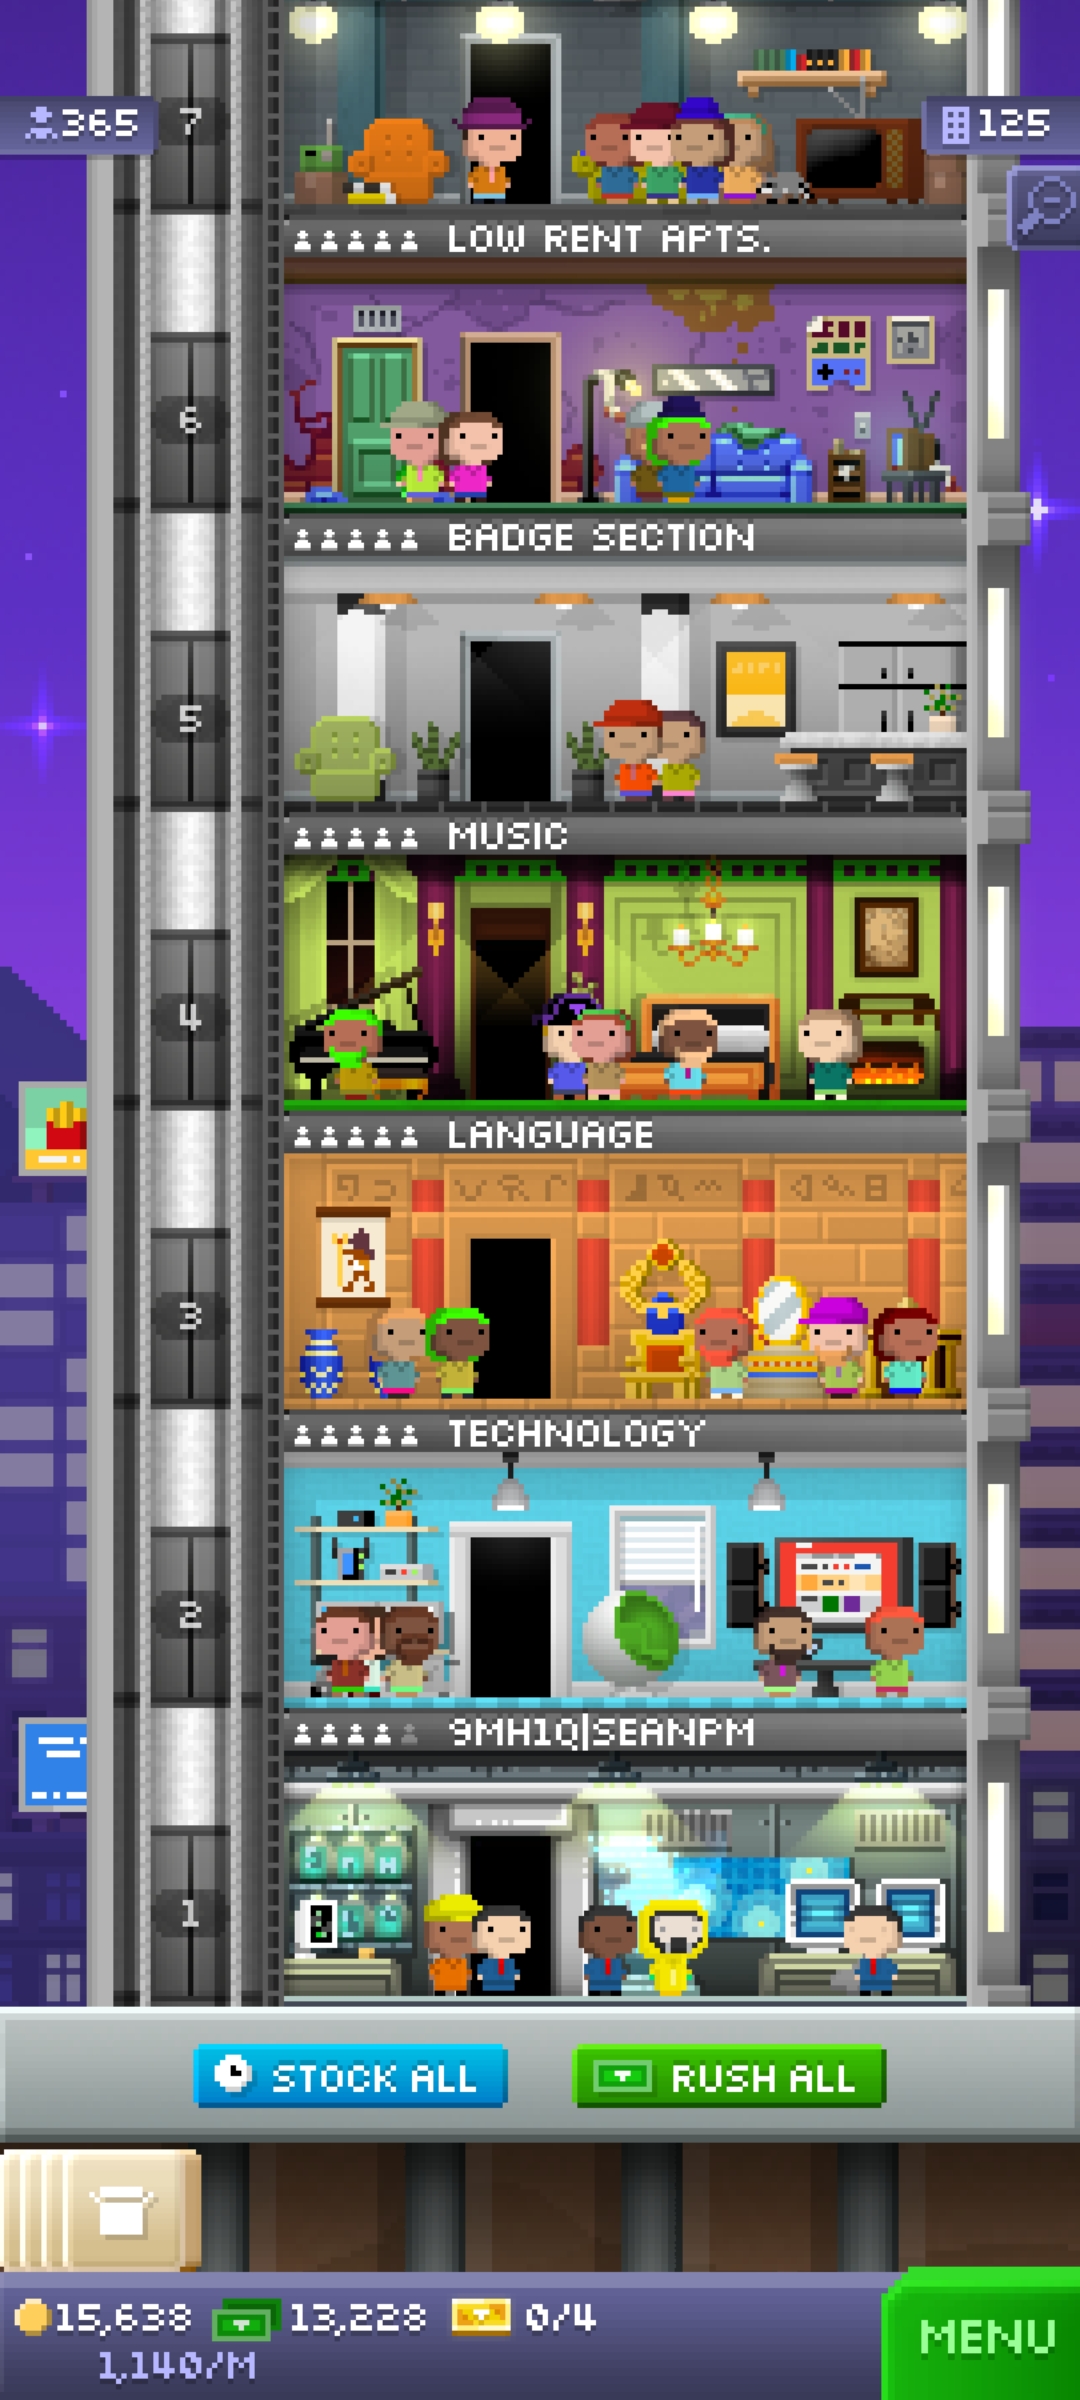 365
7
125
LOW RENT APTS.
6
BADGE SECTION
5
MUSIC
4
LANGUAGE
3
TECHNOLOGY
2
9MH1Q|SEANPM
1
STOCK ALL
RUSH ALL
15,638
13,228
0/4
1,140/M
MENU